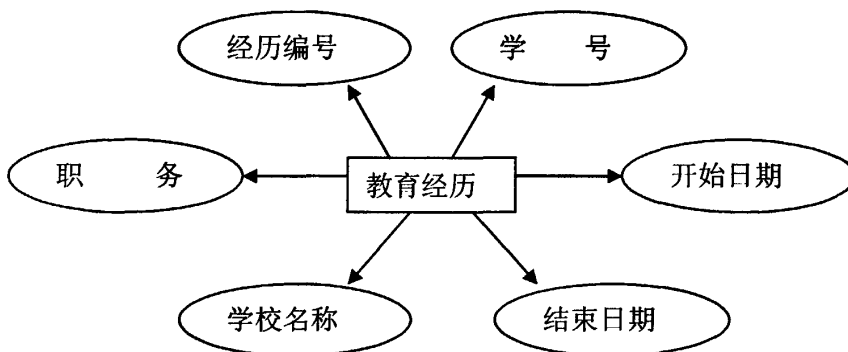 经历编号
学 号
职 务
教育经历
开始日期
学校名称
结束日期